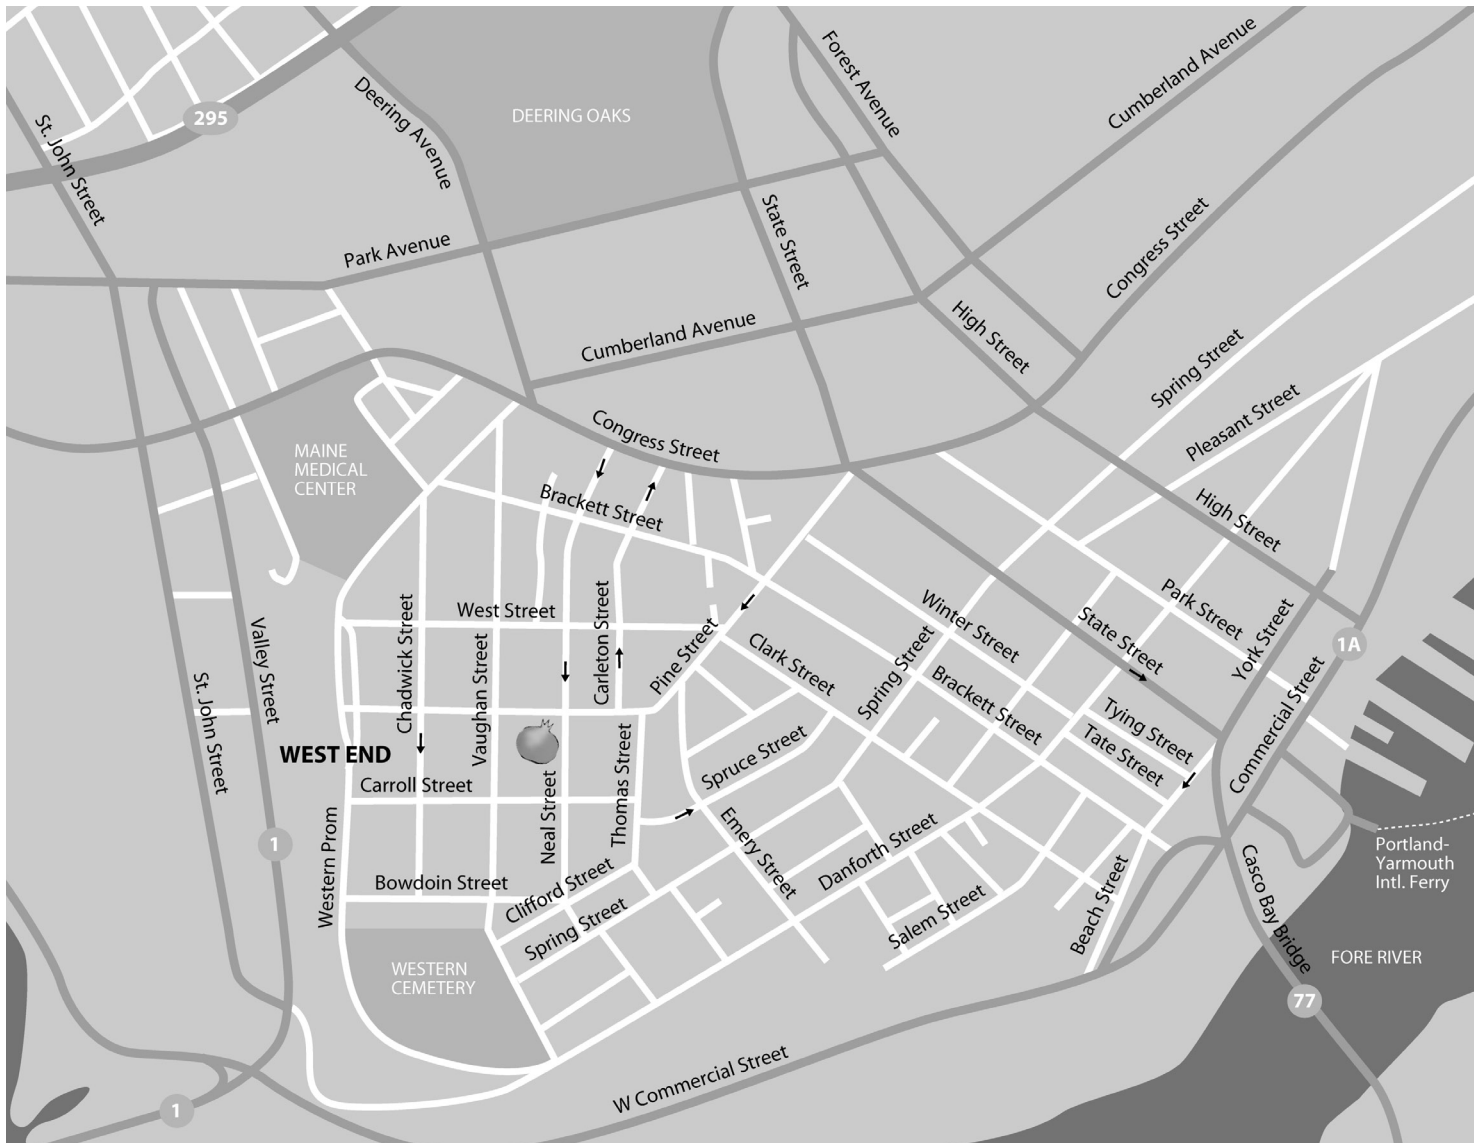 Forest Avenue
Cumberland Avenue
Deering Avenue
DEERING OAKS
295
St. John Street
State Street
Park Avenue
Congress Street
High Street
Cumberland Avenue
Spring Street
Pleasant Street
Congress Street
MAINE
MEDICAL
CENTER
Brackett Street
High Street
West Street
Chadwick Street
Carleton Street
Winter Street
Park Street
State Street
York Street
1A
Valley Street
Vaughan Street
Pine Street
Clark Street
Spring Street
Brackett Street
St. John Street
Tying Street
Tate Street
Commercial Street
WEST END
Carroll Street
Spruce Street
Thomas Street
Neal Street
1
Western Prom
Emery Street
Danforth Street
Portland-
Yarmouth
Intl. Ferry
Bowdoin Street
Clifford Street
Spring Street
Salem Street
Beach Street
Casco Bay Bridge
FORE RIVER
WESTERN
CEMETERY
77
W Commercial Street
1